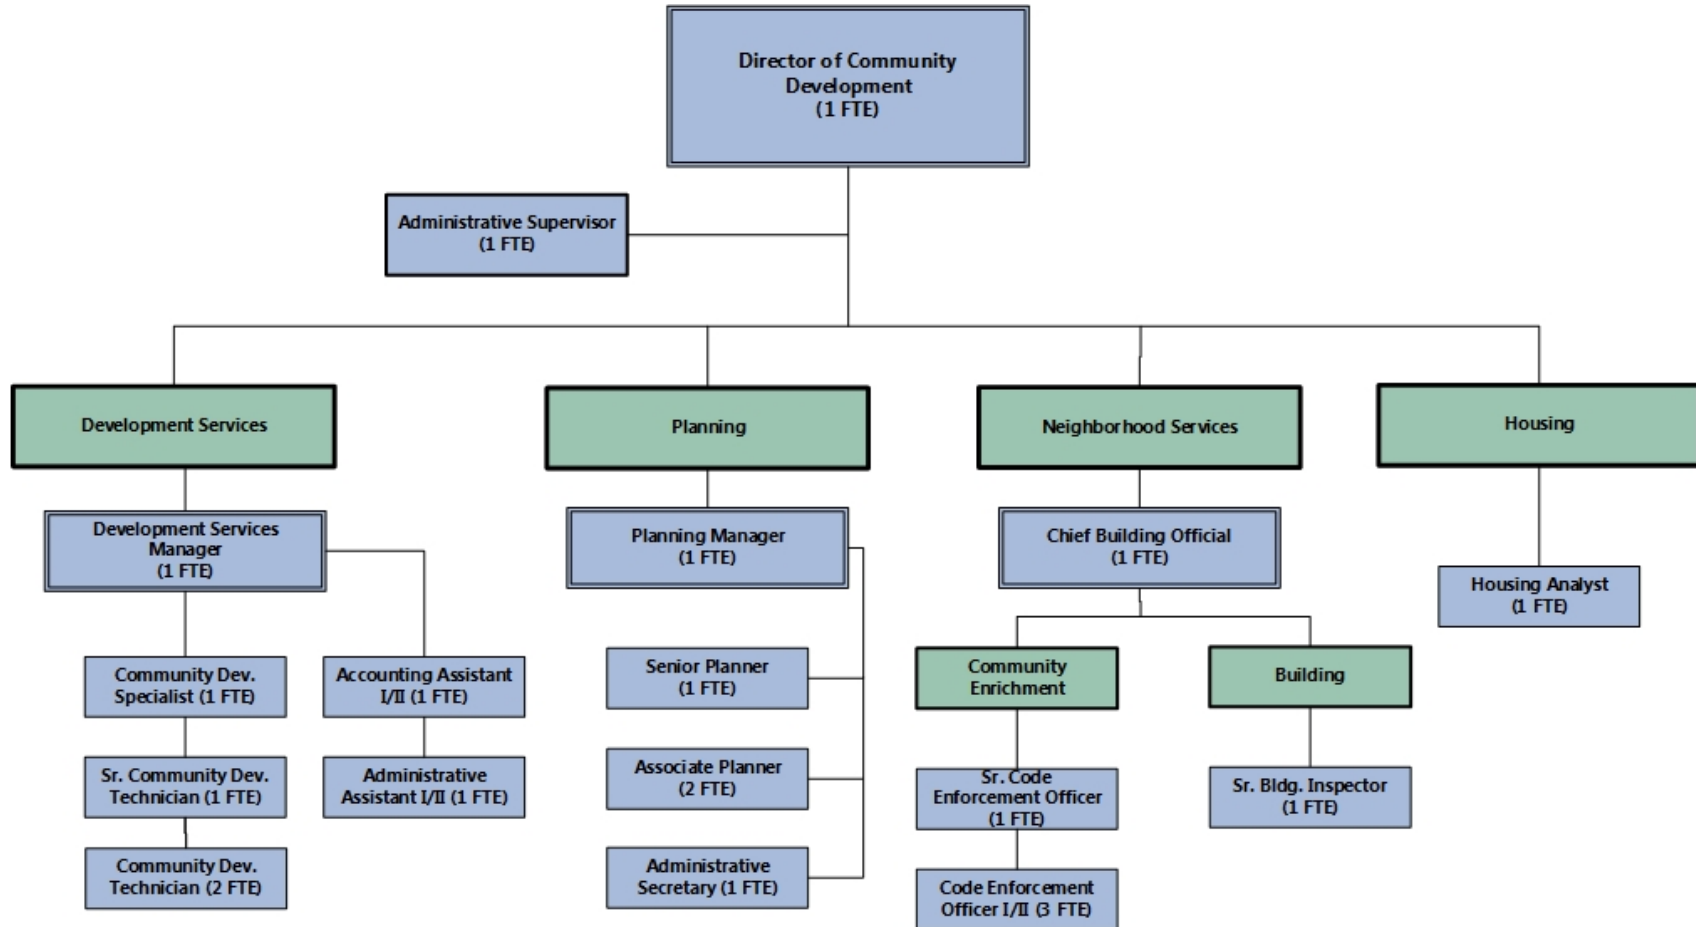 Director of Community
Development
(1 FTE)
Administrative Supervisor
(1 FTE)
Development Services
Planning
Neighborhood Services
Housing
Development Services
Manager
(1 FTE)
Planning Manager
(1 FTE)
Chief Building Official
(1 FTE)
Housing Analyst
(1 FTE)
Community Dev.
Specialist (1 FTE)
Accounting Assistant
I/II (1 FTE)
Senior Planner
(1 FTE)
Community
Enrichment
Building
Sr. Community Dev.
Technician (1 FTE)
Administrative
Assistant I/II (1 FTE)
Associate Planner
(2 FTE)
Sr. Code
Enforcement Officer
(1 FTE)
Sr. Bldg. Inspector
(1 FTE)
Community Dev.
Technician (2 FTE)
Administrative
Secretary (1 FTE)
Code Enforcement
Officer I/II (3 FTE)